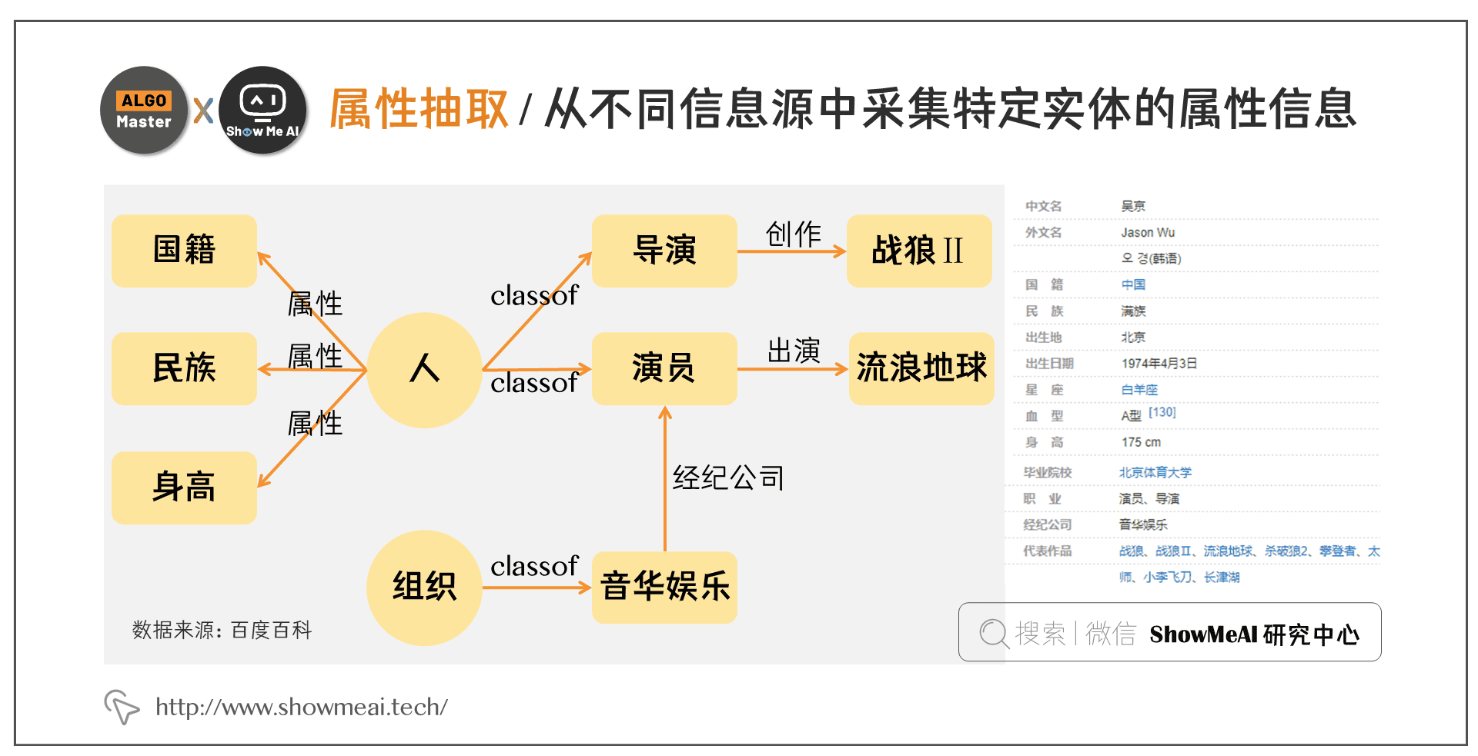 ALGO
Master
X
AI
Show Me AI
属性抽取 / 从不同信息源中采集特定实体的属性信息
国籍
民族
身高
属性
属性
属性
人
classof
classof
导演
创作
战狼Ⅱ
演员
出演
流浪地球
经纪公司
组织
classof
音华娱乐
数据来源: 百度百科
中文名 吴京
外文名 Jason Wu
오 경(韩语)
国 籍 中国
民 族 满族
出生地 北京
出生日期 1974年4月3日
星 座 白羊座
血 型 A型 [130]
身 高 175 cm
毕业院校 北京体育大学
职 业 演员、导演
经纪公司 音华娱乐
代表作品 战狼、战狼Ⅱ、流浪地球、杀破狼2、攀登者、太
师、小李飞刀、长津湖
搜索 | 微信 ShowMeAI 研究中心
http://www.showmeai.tech/